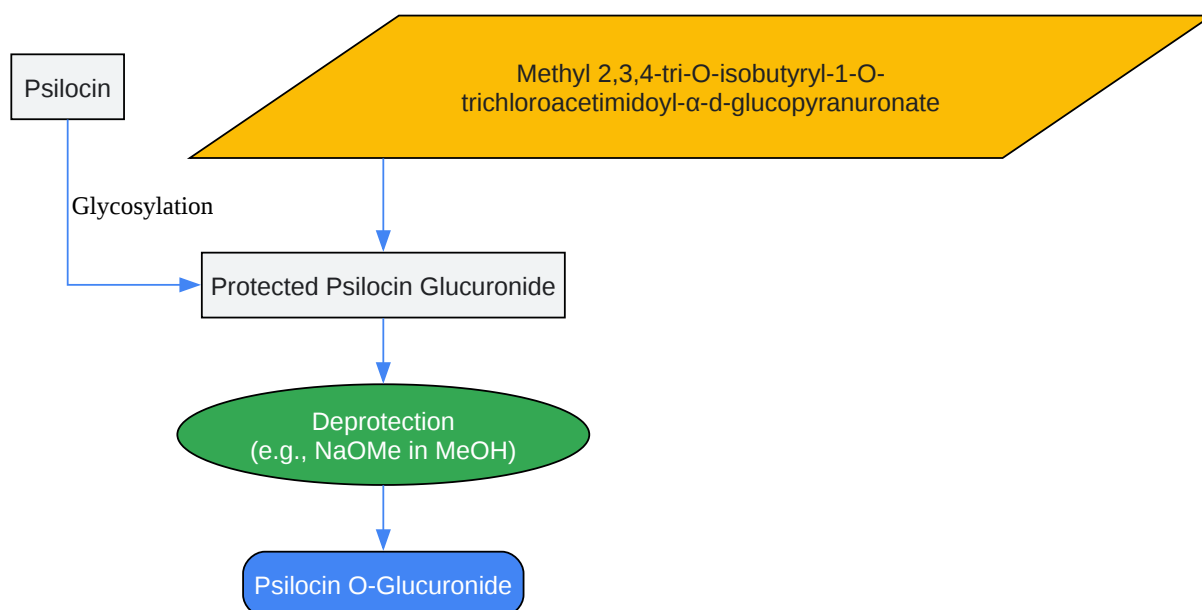 Psilocin
Methyl 2,3,4-tri-O-isobutyryl-1-O-
trichloroacetimidoyl-α-d-glucopyranuronate
Glycosylation
Protected Psilocin Glucuronide
Deprotection
(e.g., NaOMe in MeOH)
Psilocin O-Glucuronide